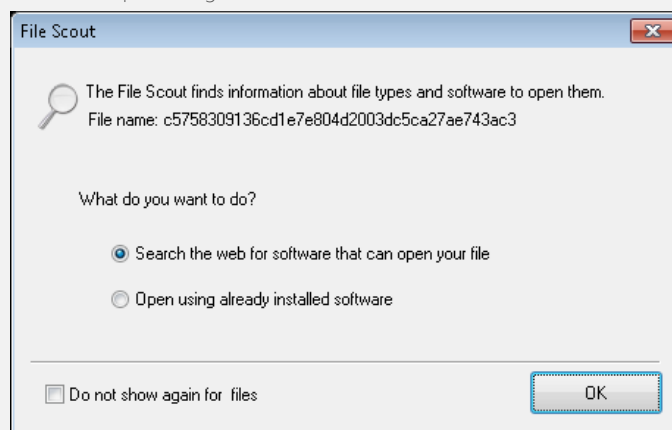 File Scout
The File Scout finds information about file types and software to open them.
File name: c5758309136cd1e7e804d2003dc5ca27ae743ac3
What do you want to do?
Search the web for software that can open your file
Open using already installed software
Do not show again for files
OK